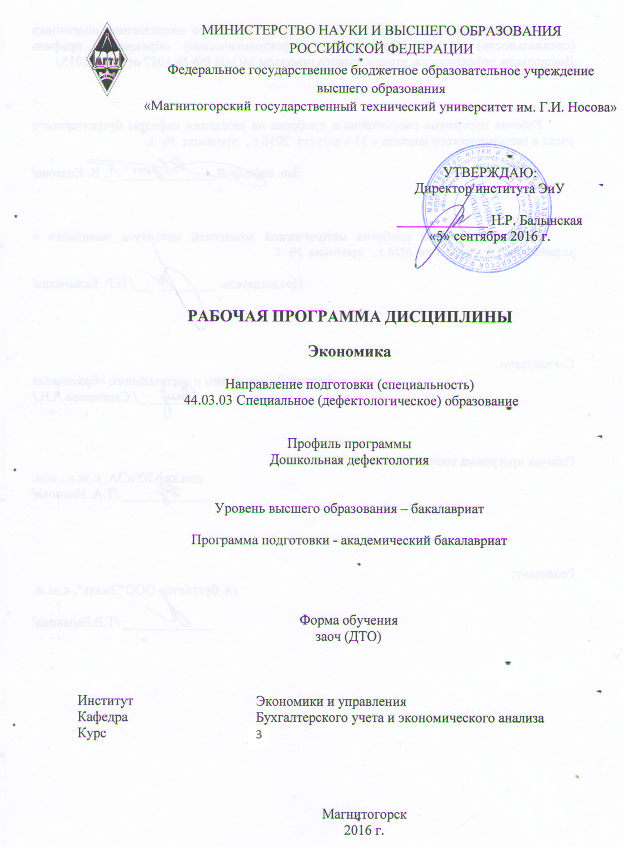 МИНИСТЕРСТВО НАУКИ И ВЫСШЕГО ОБРАЗОВАНИЯ
РОССИЙСКОЙ ФЕДЕРАЦИИ
Федеральное государственное бюджетное образовательное учреждение
высшего образования
«Магнитогорский государственный технический университет им. Г.И. Носова»
МГТУ
УТВЕРЖДАЮ:
Директор института ЭиУ
Н.Р. Балынская
«5» сентября 2016 г.
РАБОЧАЯ ПРОГРАММА ДИСЦИПЛИНЫ
Экономика
Направление подготовки (специальность)
44.03.03 Специальное (дефектологическое) образование
Профиль программы
Дошкольная дефектология
Уровень высшего образования – бакалавриат
Программа подготовки - академический бакалавриат
Форма обучения
заоч (ДТО)
Институт Экономики и управления
Кафедра Бухгалтерского учета и экономического анализа
Курс 3
Магнитогорск
2016 г.